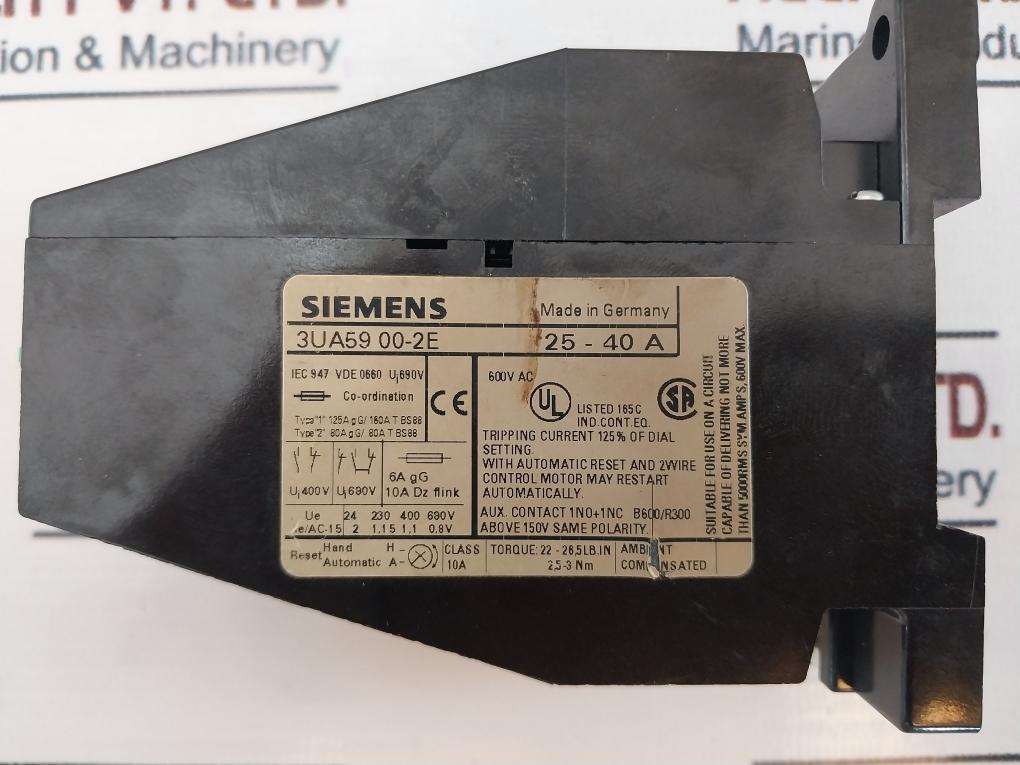 ion & Machinery
Marin
SIEMENS
Made in Germany
3UA59 00-2E
25 - 40 A
IEC 947 VDE 0660 Ui690V
Co-ordination
Type "1" 125A gG/ 160A T BS88
Type "2" 80A gG/ 80A T BS88
CE
Ui400V Ui690V
6A gG
10A Dz flink
Ue 24 230 400 690V
Ie/AC-15 2 1,15 1,1 0,8V
Reset Hand H -
Automatic A -
CLASS
10A
600V AC
UL LISTED 165C
IND.CONT.EQ.
SA
TRIPPING CURRENT 125% OF DIAL
SETTING.
WITH AUTOMATIC RESET AND 2WIRE
CONTROL MOTOR MAY RESTART
AUTOMATICALLY.
AUX. CONTACT 1NO+1NC B600/R300
ABOVE 150V SAME POLARITY.
TORQUE: 22 - 26,5LB.IN
2,5-3 Nm
AMBIENT
COMPENSATED
SUITABLE FOR USE ON A CIRCUIT
CAPABLE OF DELIVERING NOT MORE
THAN 5000RMS SYM.AMPS, 600V MAX.
TD.
ery